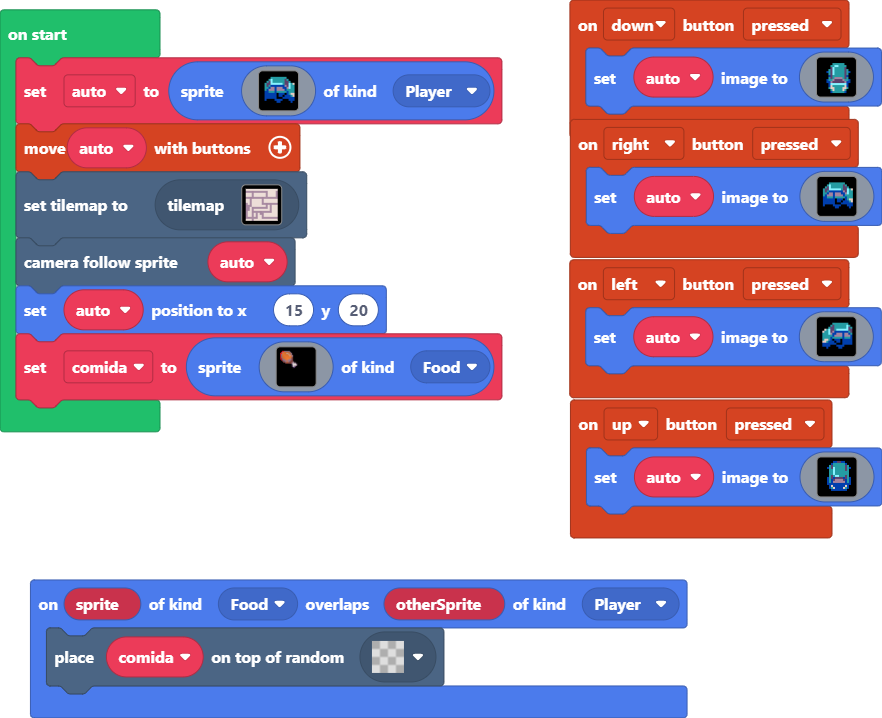 on start
set auto to sprite of kind Player
move auto with buttons
set tilemap to tilemap
camera follow sprite auto
set auto position to x 15 y 20
set comida to sprite of kind Food
on down button pressed
set auto image to
on right button pressed
set auto image to
on left button pressed
set auto image to
on up button pressed
set auto image to
on sprite of kind Food overlaps otherSprite of kind Player
place comida on top of random